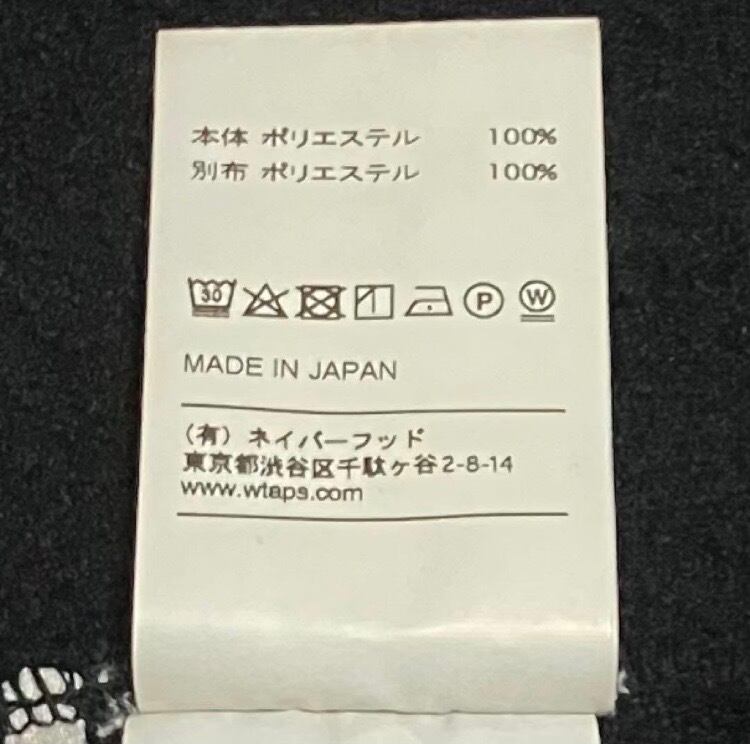 本体 ポリエステル 100%
別布 ポリエステル 100%
30 P W
MADE IN JAPAN
（有）ネイバーフッド
東京都渋谷区千駄ヶ谷2-8-14
www.wtaps.com